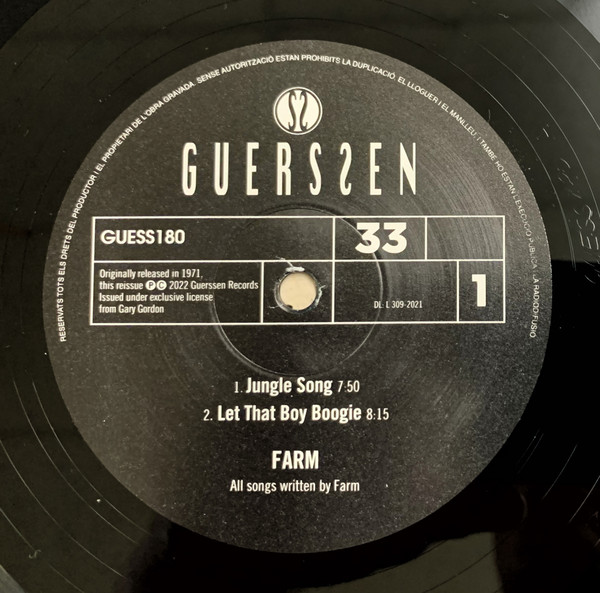 RESERVATS TOTS ELS DRETS DEL PRODUCTOR I EL PROPIETARI DE L'OBRA GRAVADA. SENSE AUTORITZACIÓ ESTAN PROHIBITS LA DUPLICACIÓ, EL LLOGUER I EL MANLLEU, I TAMBE HO ESTAN L'EXECUCIÓ PUBLICA I LA RADIODIFUSIÓ
GUERSSEN
GUESS180
33
Originally released in 1971,
this reissue ℗© 2022 Guerssen Records
Issued under exclusive license
from Gary Gordon
DL: L 309-2021
1
1. Jungle Song 7:50
2. Let That Boy Boogie 8:15
FARM
All songs written by Farm